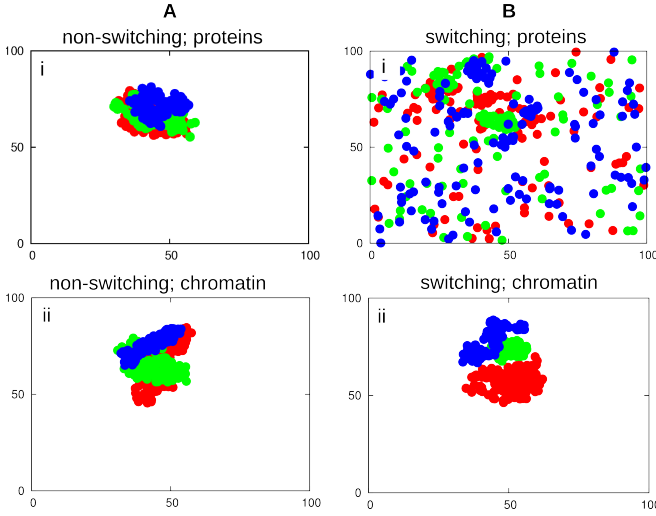 A B
non-switching; proteins switching; proteins
100 100
i i
50 50
0 0
0 50 100 0 50 100
non-switching; chromatin switching; chromatin
100 100
ii ii
50 50
0 0
0 50 100 0 50 100